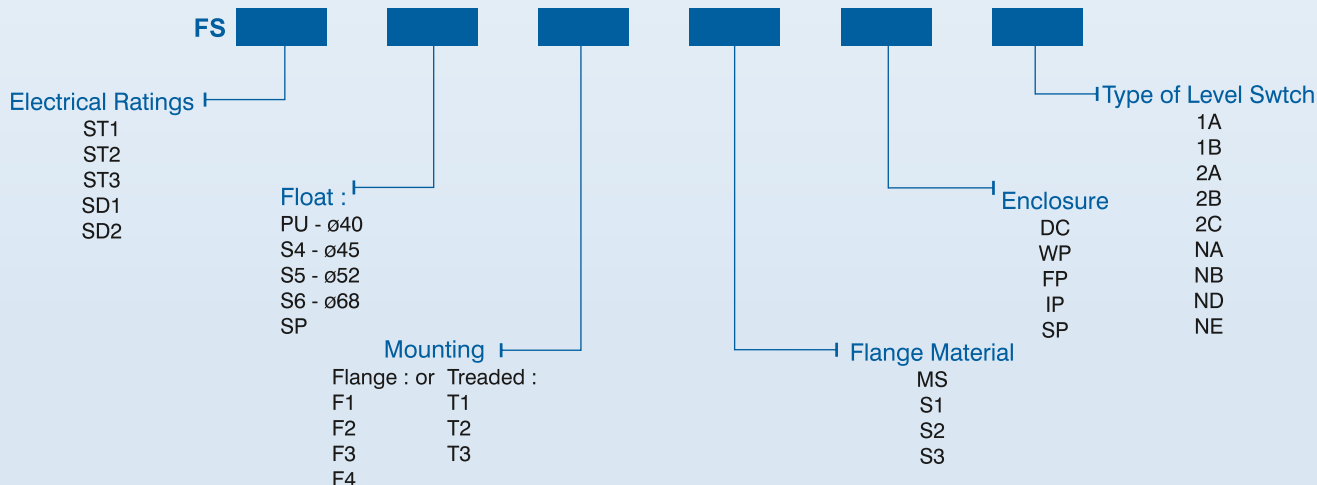 FS
Electrical Ratings
ST1
ST2
ST3
SD1
SD2
Float :
PU - ø40
S4 - ø45
S5 - ø52
S6 - ø68
SP
Mounting
Flange : or Treaded :
F1 T1
F2 T2
F3 T3
F4
Flange Material
MS
S1
S2
S3
Enclosure
DC
WP
FP
IP
SP
Type of Level Swtch
1A
1B
2A
2B
2C
NA
NB
ND
NE